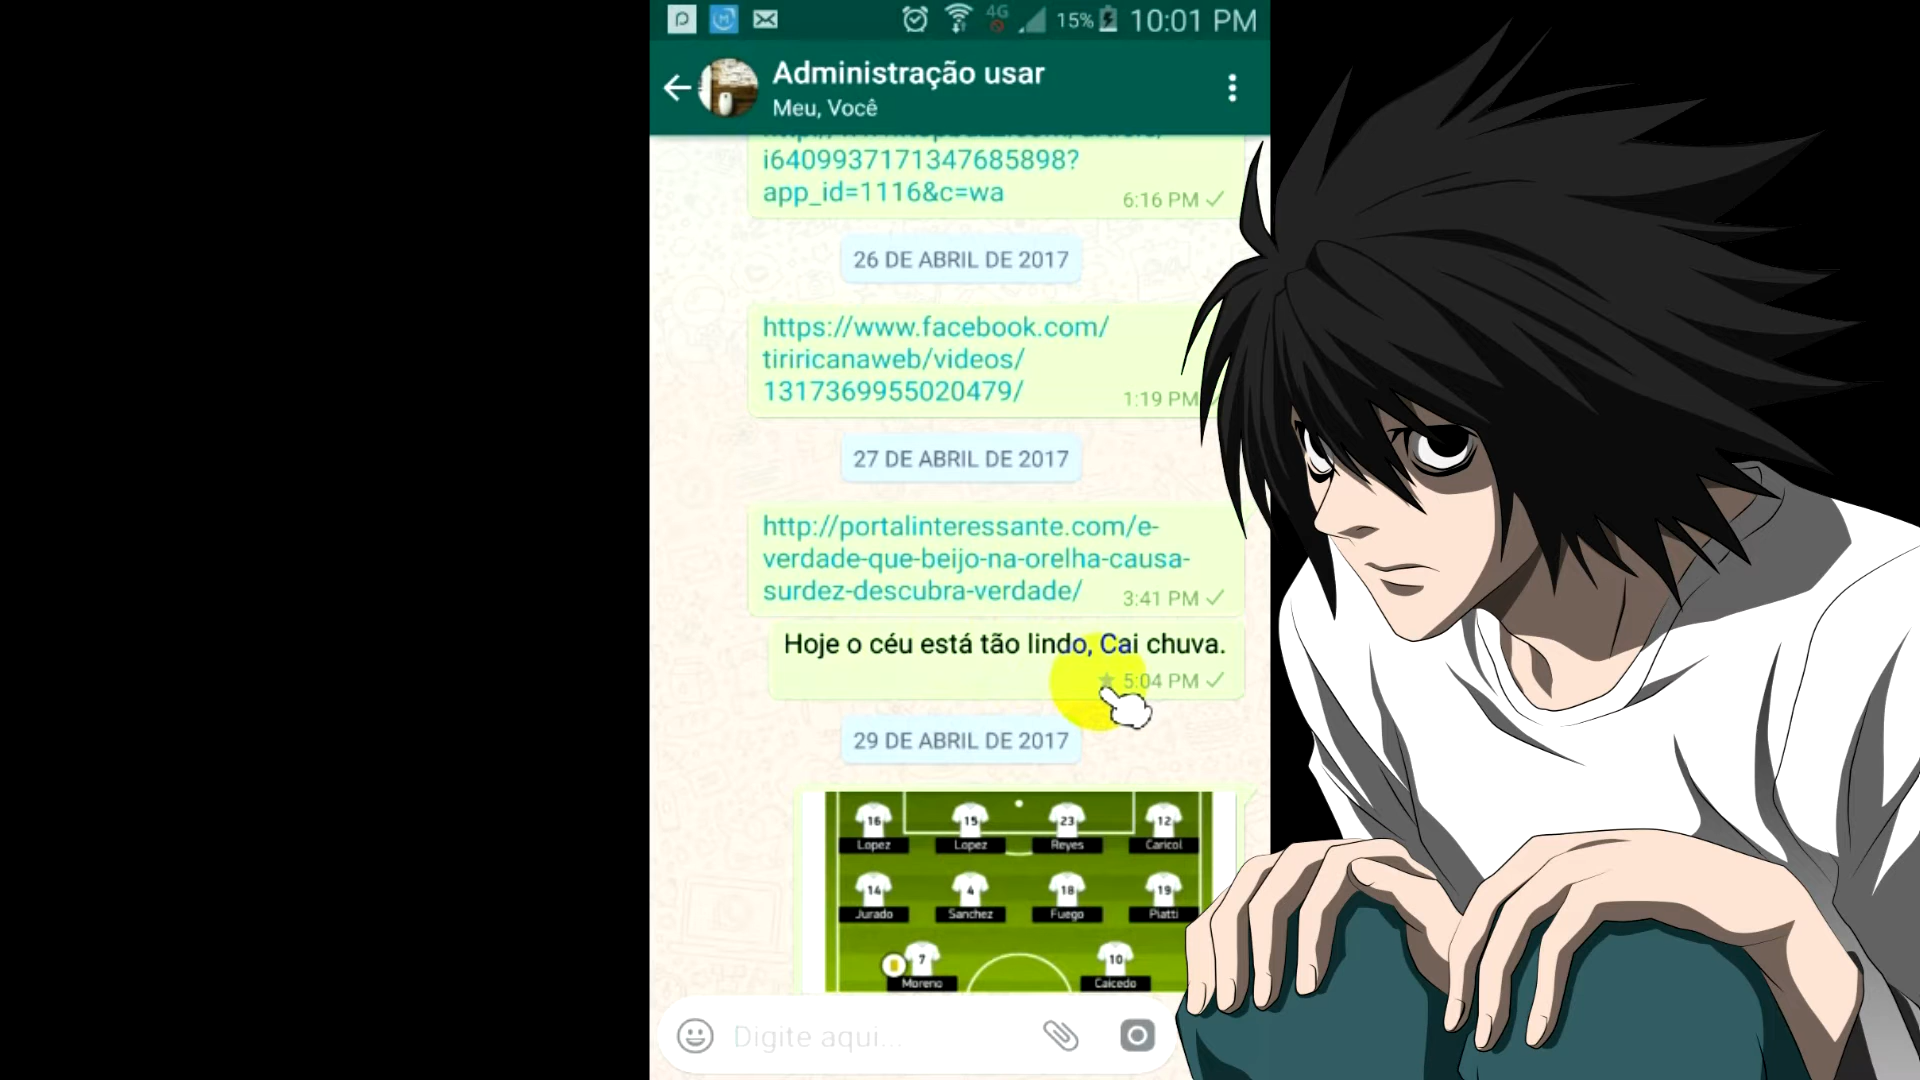 4G 15% 10:01 PM
Administração usar
Meu, Você
i6409937171347685898?
app_id=1116&c=wa
6:16 PM
26 DE ABRIL DE 2017
https://www.facebook.com/
tiriricanaweb/videos/
1317369955020479/
1:19 PM
27 DE ABRIL DE 2017
http://portalinteressante.com/e-
verdade-que-beijo-na-orelha-causa-
surdez-descubra-verdade/
3:41 PM
Hoje o céu está tão lindo, Cai chuva.
5:04 PM
29 DE ABRIL DE 2017
16 15 23 12
Lopez Lopez Reyes Caricol
14 4 18 19
Jurado Sanchez Fuego Piatti
7 10
Moreno Caicedo
Digite aqui...